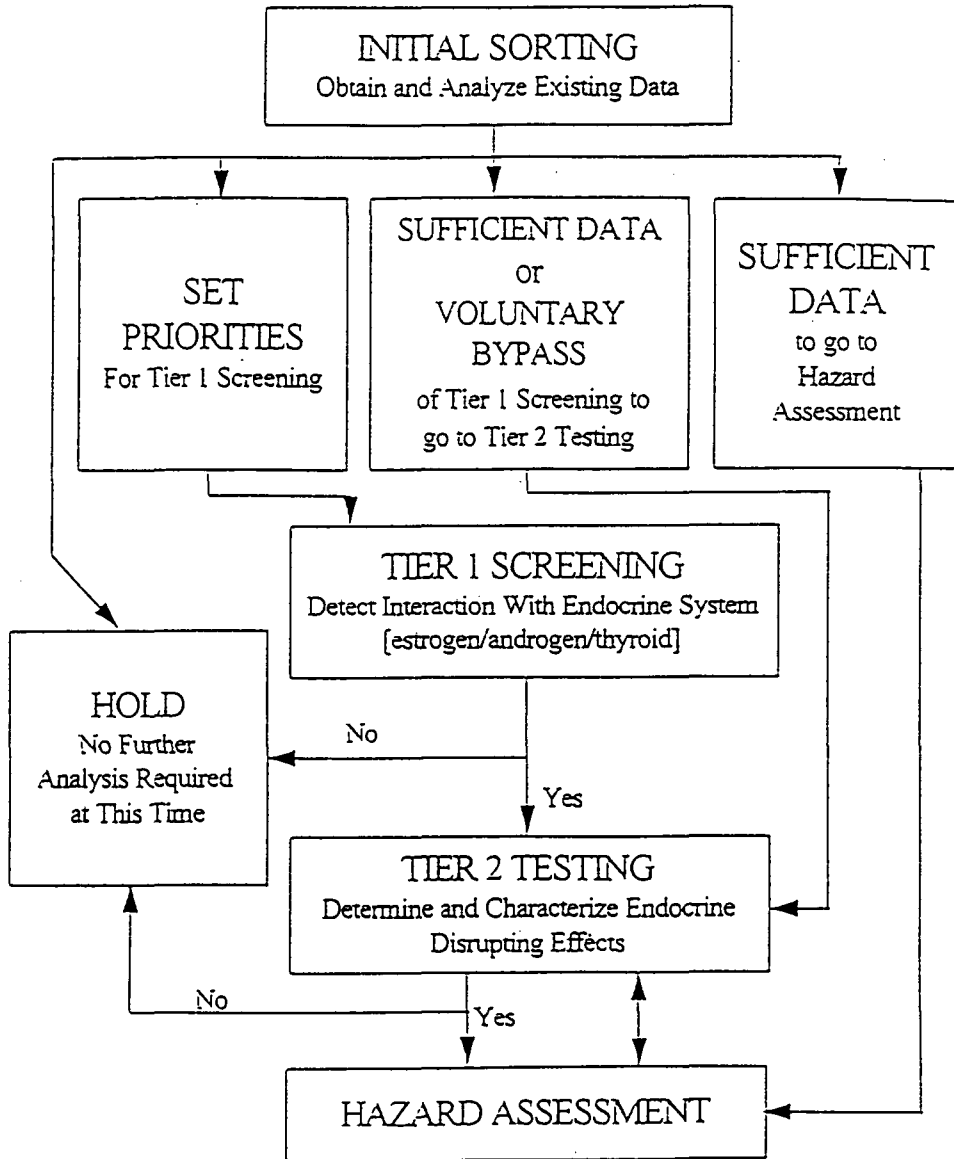 INITIAL SORTING
Obtain and Analyze Existing Data
SET
PRIORITIES
For Tier 1 Screening
SUFFICIENT DATA
or
VOLUNTARY
BYPASS
of Tier 1 Screening to
go to Tier 2 Testing
SUFFICIENT
DATA
to go to
Hazard
Assessment
TIER 1 SCREENING
Detect Interaction With Endocrine System
[estrogen/androgen/thyroid]
HOLD
No Further
Analysis Required
at This Time
No
Yes
TIER 2 TESTING
Determine and Characterize Endocrine
Disrupting Effects
No
Yes
HAZARD ASSESSMENT